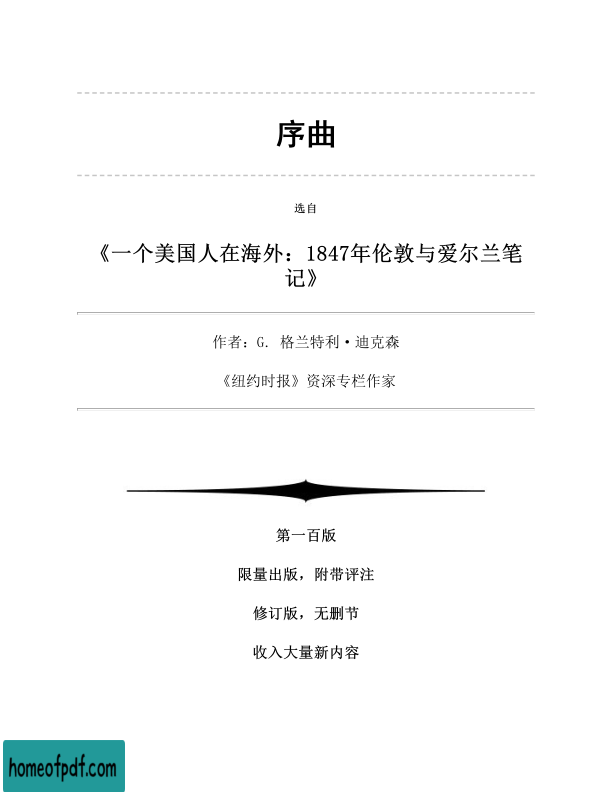 序曲
选自
《一个美国人在海外：1847年伦敦与爱尔兰笔
记》
作者：G. 格兰特利·迪克森
《纽约时报》资深专栏作家
第一百版
限量出版，附带评注
修订版，无删节
收入大量新内容
homeofpdf.com